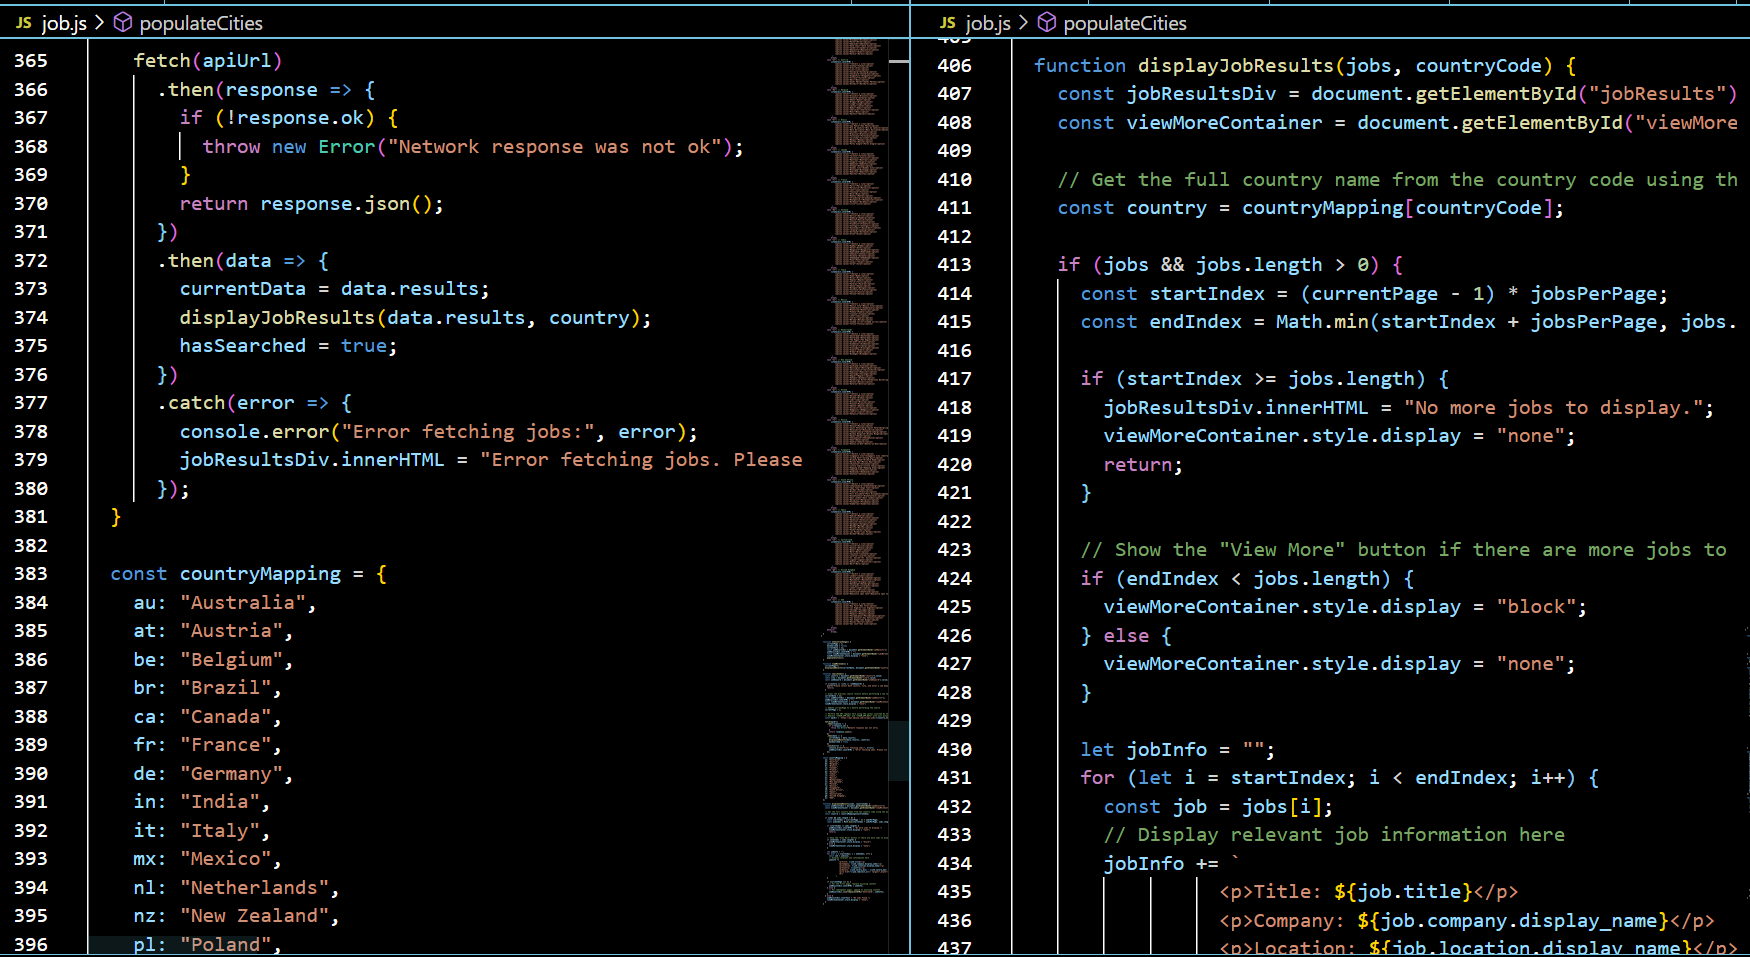 JS job.js > populateCities
365 fetch(apiUrl)
366 .then(response => {
367 if (!response.ok) {
368 throw new Error("Network response was not ok");
369 }
370 return response.json();
371 })
372 .then(data => {
373 currentData = data.results;
374 displayJobResults(data.results, country);
375 hasSearched = true;
376 })
377 .catch(error => {
378 console.error("Error fetching jobs:", error);
379 jobResultsDiv.innerHTML = "Error fetching jobs. Please
380 });
381 }
382
383 const countryMapping = {
384 au: "Australia",
385 at: "Austria",
386 be: "Belgium",
387 br: "Brazil",
388 ca: "Canada",
389 fr: "France",
390 de: "Germany",
391 in: "India",
392 it: "Italy",
393 mx: "Mexico",
394 nl: "Netherlands",
395 nz: "New Zealand",
396 pl: "Poland",
JS job.js > populateCities
405
406 function displayJobResults(jobs, countryCode) {
407 const jobResultsDiv = document.getElementById("jobResults")
408 const viewMoreContainer = document.getElementById("viewMore
409
410 // Get the full country name from the country code using th
411 const country = countryMapping[countryCode];
412
413 if (jobs && jobs.length > 0) {
414 const startIndex = (currentPage - 1) * jobsPerPage;
415 const endIndex = Math.min(startIndex + jobsPerPage, jobs.
416
417 if (startIndex >= jobs.length) {
418 jobResultsDiv.innerHTML = "No more jobs to display.";
419 viewMoreContainer.style.display = "none";
420 return;
421 }
422
423 // Show the "View More" button if there are more jobs to
424 if (endIndex < jobs.length) {
425 viewMoreContainer.style.display = "block";
426 } else {
427 viewMoreContainer.style.display = "none";
428 }
429
430 let jobInfo = "";
431 for (let i = startIndex; i < endIndex; i++) {
432 const job = jobs[i];
433 // Display relevant job information here
434 jobInfo += `
435 <p>Title: ${job.title}</p>
436 <p>Company: ${job.company.display_name}</p>
437 <p>Location: ${job.location.display_name}</p>